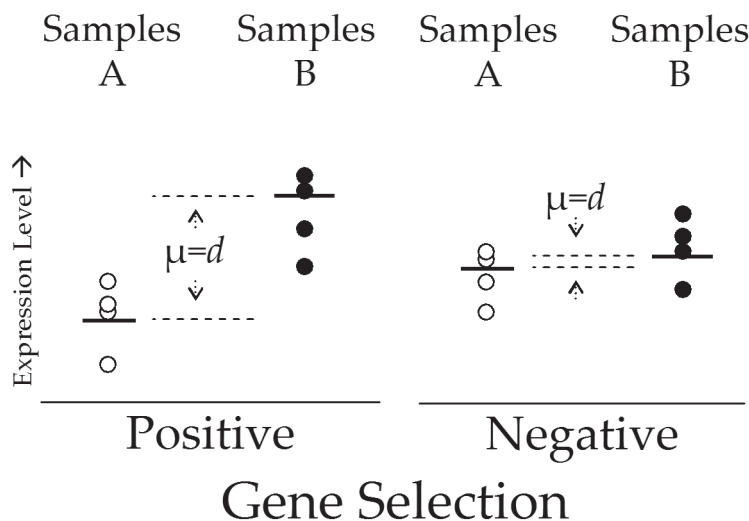 Samples A
Samples B
Samples A
Samples B
Expression Level →
μ=d
μ=d
Positive
Negative
Gene Selection